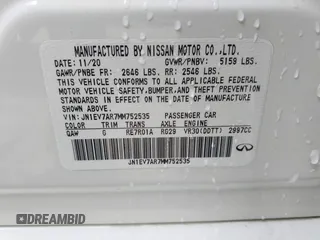 MANUFACTURED BY NISSAN MOTOR CO.,LTD.
DATE: 11/20 GVWR/PNBV: 5159 LBS.
GAWR/PNBE FR: 2646 LBS. RR: 2546 LBS.
THIS VEHICLE CONFORMS TO ALL APPLICABLE FEDERAL
MOTOR VEHICLE SAFETY,BUMPER,AND THEFT
PREVENTION STANDARDS IN EFFECT ON THE DATE OF
MANUFACTURE SHOWN ABOVE.
VIN: JN1EV7AR7MM752535 PASSENGER CAR
COLOR TRIM TRANS AXLE ENGINE
QAW G RE7R01A RG29 VR30(DDTT) 2997CC
JN1EV7AR7MM752535
INFINITI
DREAMBID